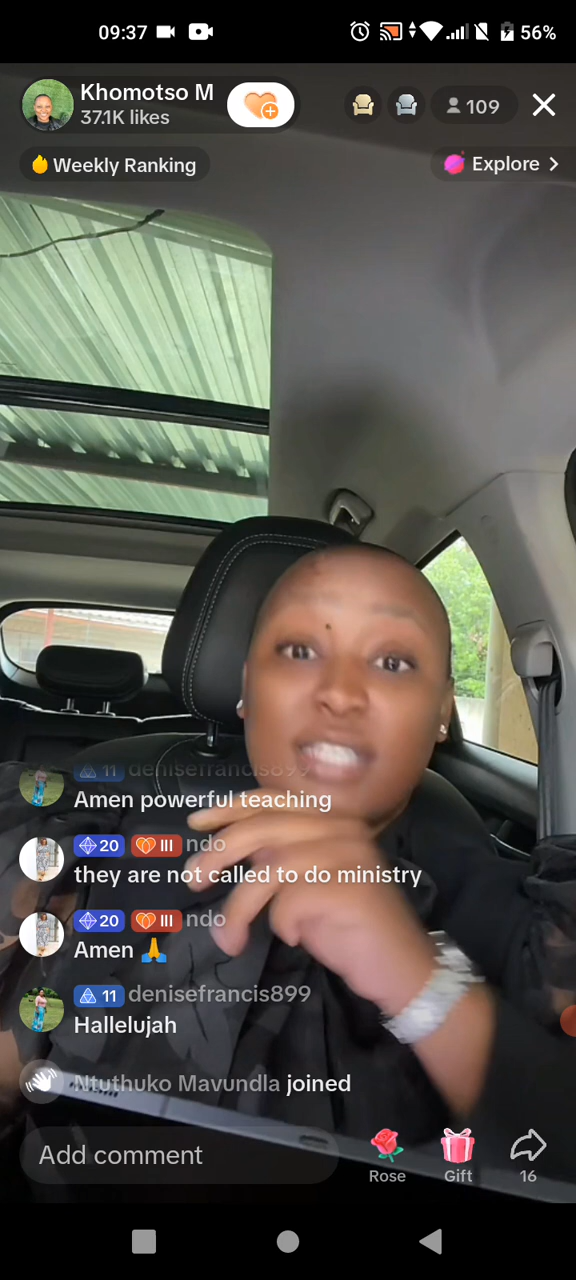 09:37
56%
Khomotso M
37.1K likes
109
Weekly Ranking
Explore
11 denisefrancis899
Amen powerful teaching
20 III ndo
they are not called to do ministry
20 III ndo
Amen 🙏
11 denisefrancis899
Hallelujah
Ntuthuko Mavundla joined
Add comment
Rose
Gift
16